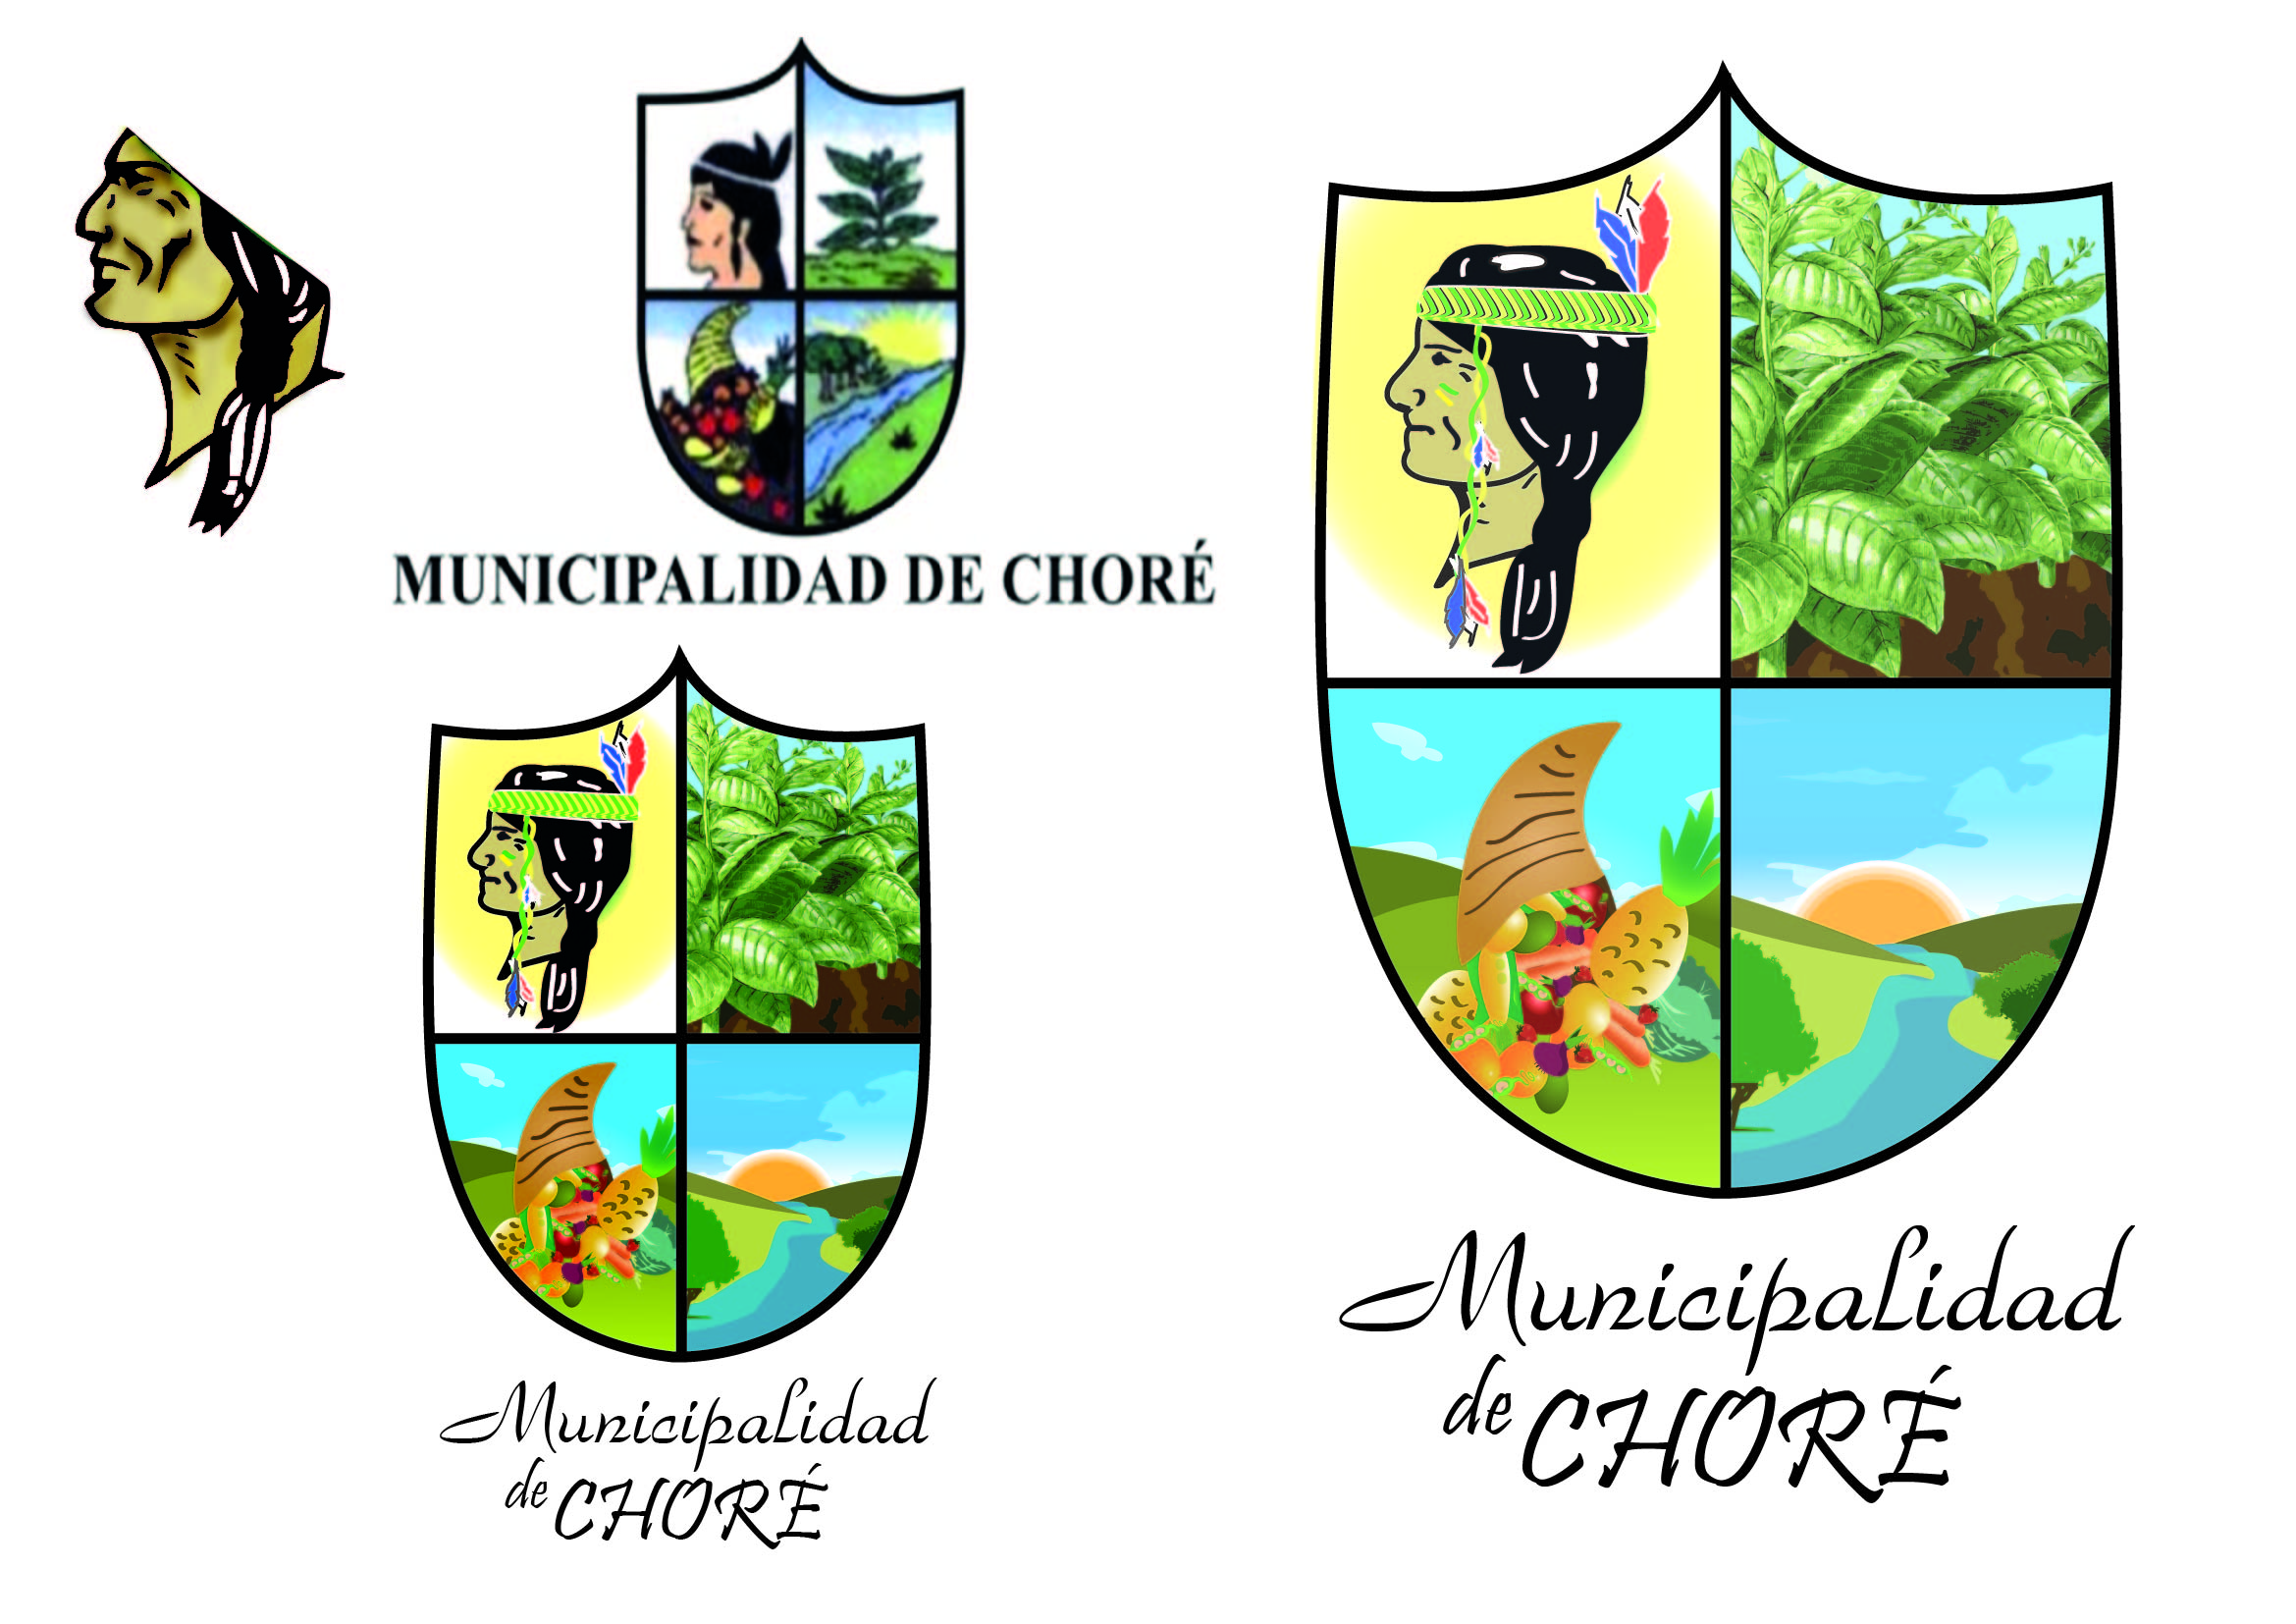 MUNICIPALIDAD DE CHORÉ
Municipalidad
de CHORÉ
Municipalidad
de CHORÉ